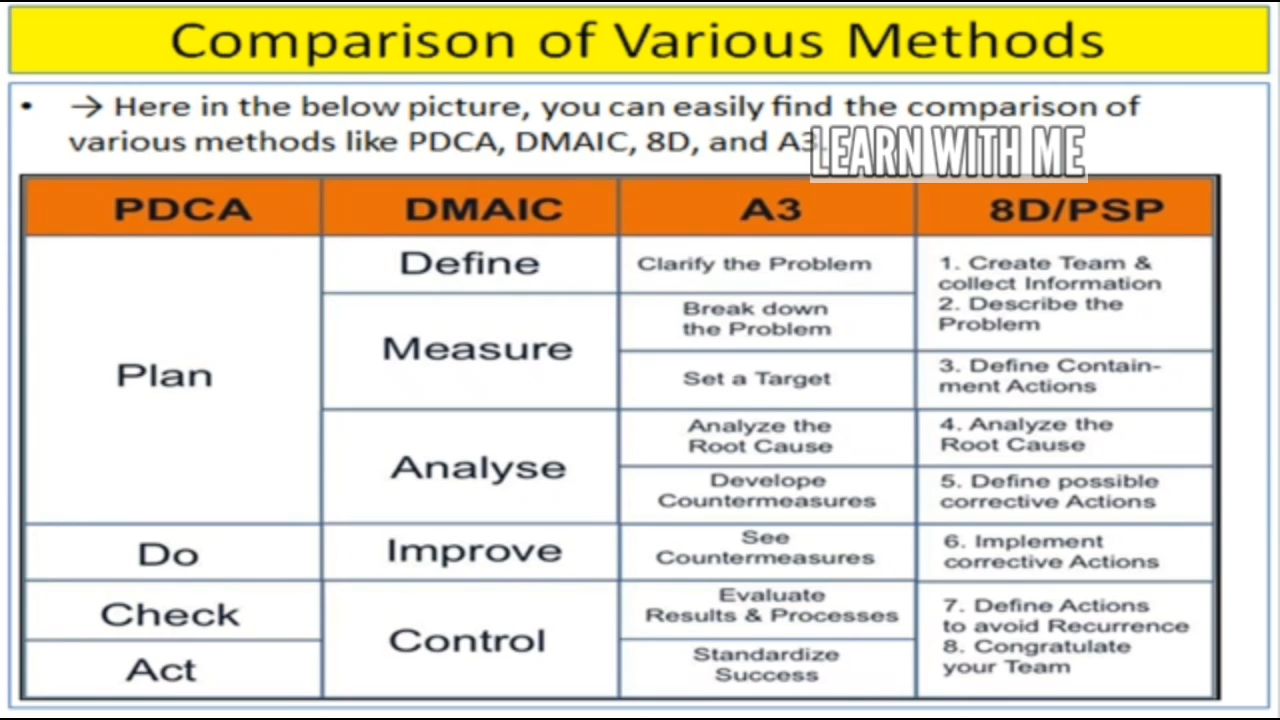 Comparison of Various Methods
• → Here in the below picture, you can easily find the comparison of
various methods like PDCA, DMAIC, 8D, and A3
LEARN WITH ME
PDCA
DMAIC
A3
8D/PSP
Plan
Do
Check
Act
Define
Measure
Analyse
Improve
Control
Clarify the Problem
Break down
the Problem
Set a Target
Analyze the
Root Cause
Develope
Countermeasures
See
Countermeasures
Evaluate
Results & Processes
Standardize
Success
1. Create Team &
collect Information
2. Describe the
Problem
3. Define Contain-
ment Actions
4. Analyze the
Root Cause
5. Define possible
corrective Actions
6. Implement
corrective Actions
7. Define Actions
to avoid Recurrence
8. Congratulate
your Team